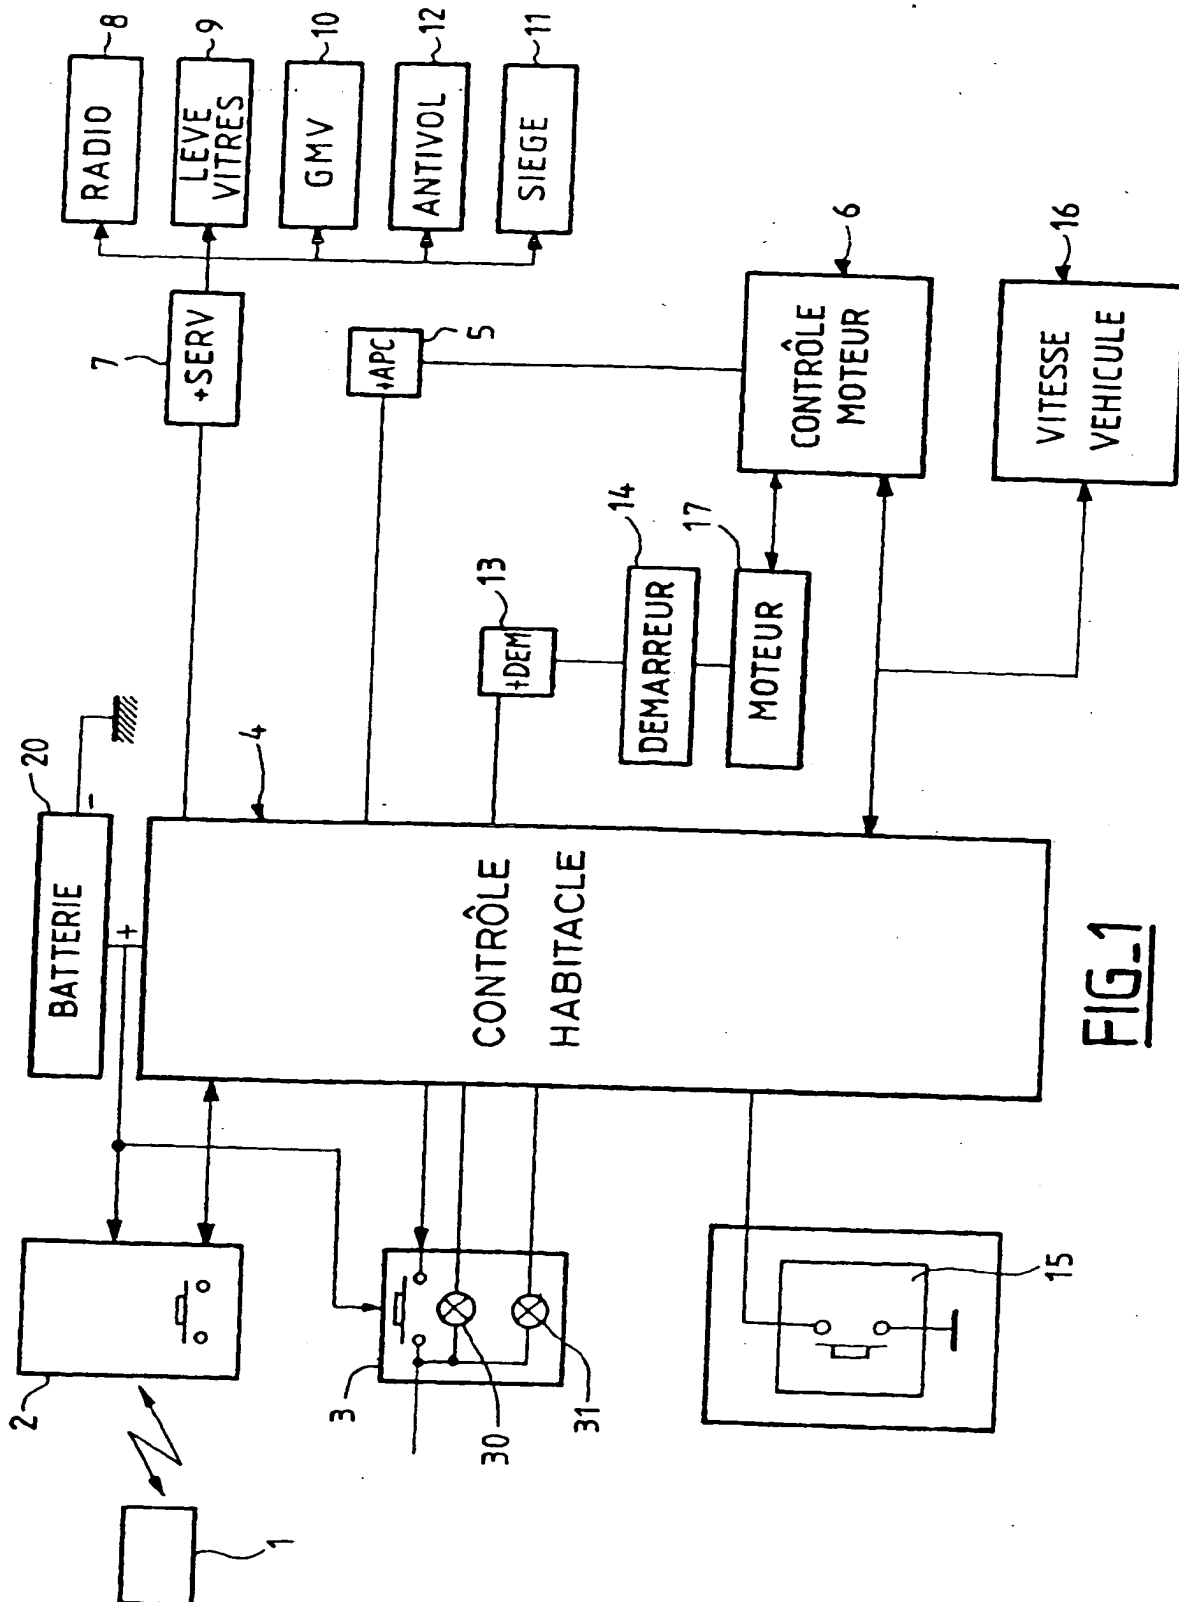 1
2
BATTERIE
20
+
-
3
30
31
15
CONTRÔLE
HABITACLE
4
7
+SERV
RADIO
8
LEVE
VITRES
9
GMV
10
ANTIVOL
12
SIEGE
11
+APC
5
+DEM
13
DEMARREUR
14
MOTEUR
17
CONTRÔLE
MOTEUR
6
VITESSE
VEHICULE
16
FIG_1